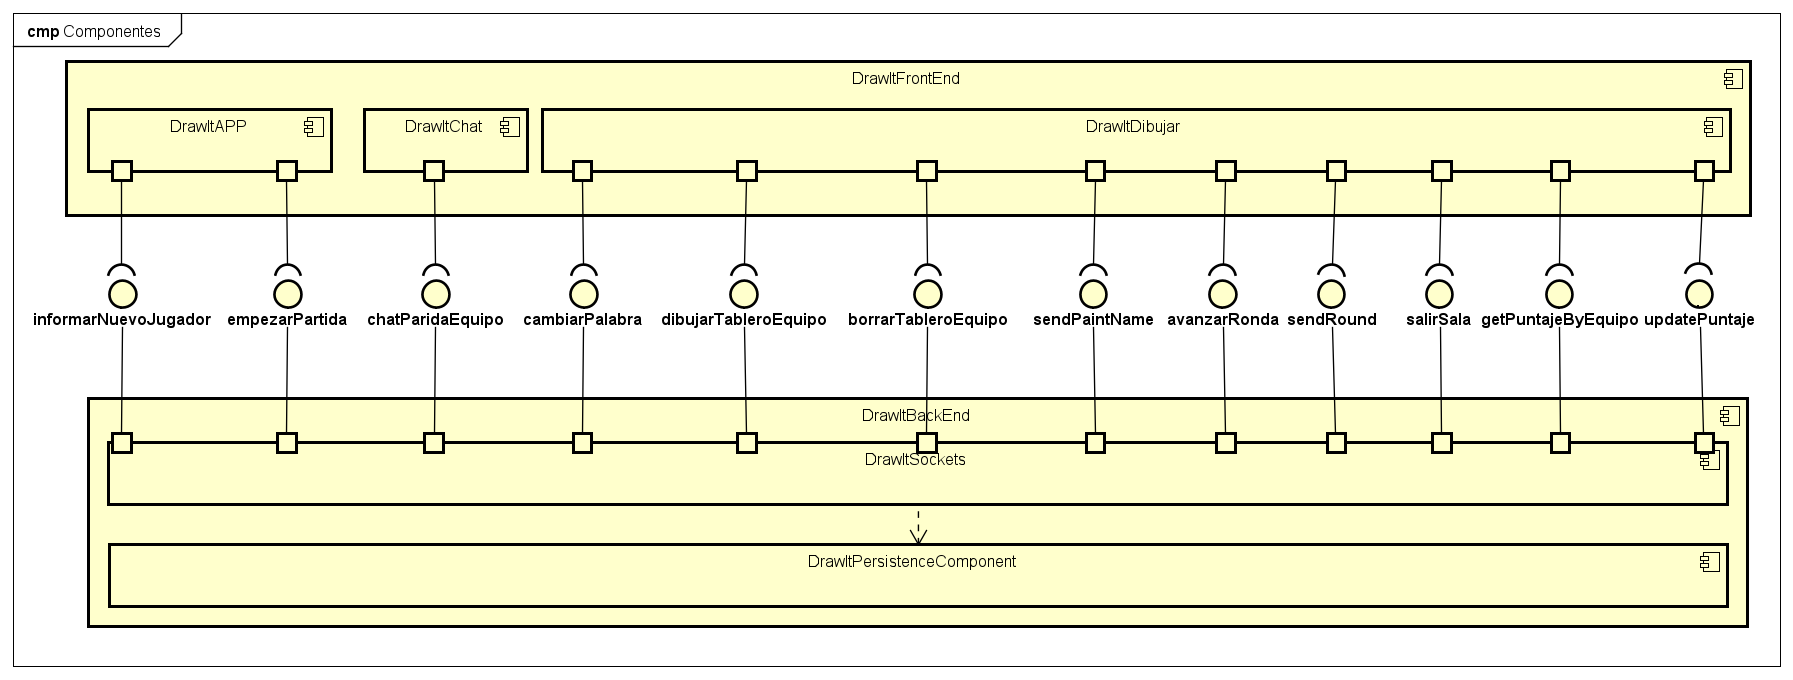 cmp Componentes
DrawItFrontEnd
DrawItAPP
DrawItChat
DrawItDibujar
informarNuevoJugador
empezarPartida
chatParidaEquipo
cambiarPalabra
dibujarTableroEquipo
borrarTableroEquipo
sendPaintName
avanzarRonda
sendRound
salirSala
getPuntajeByEquipo
updatePuntaje
DrawItBackEnd
DrawItSockets
DrawItPersistenceComponent